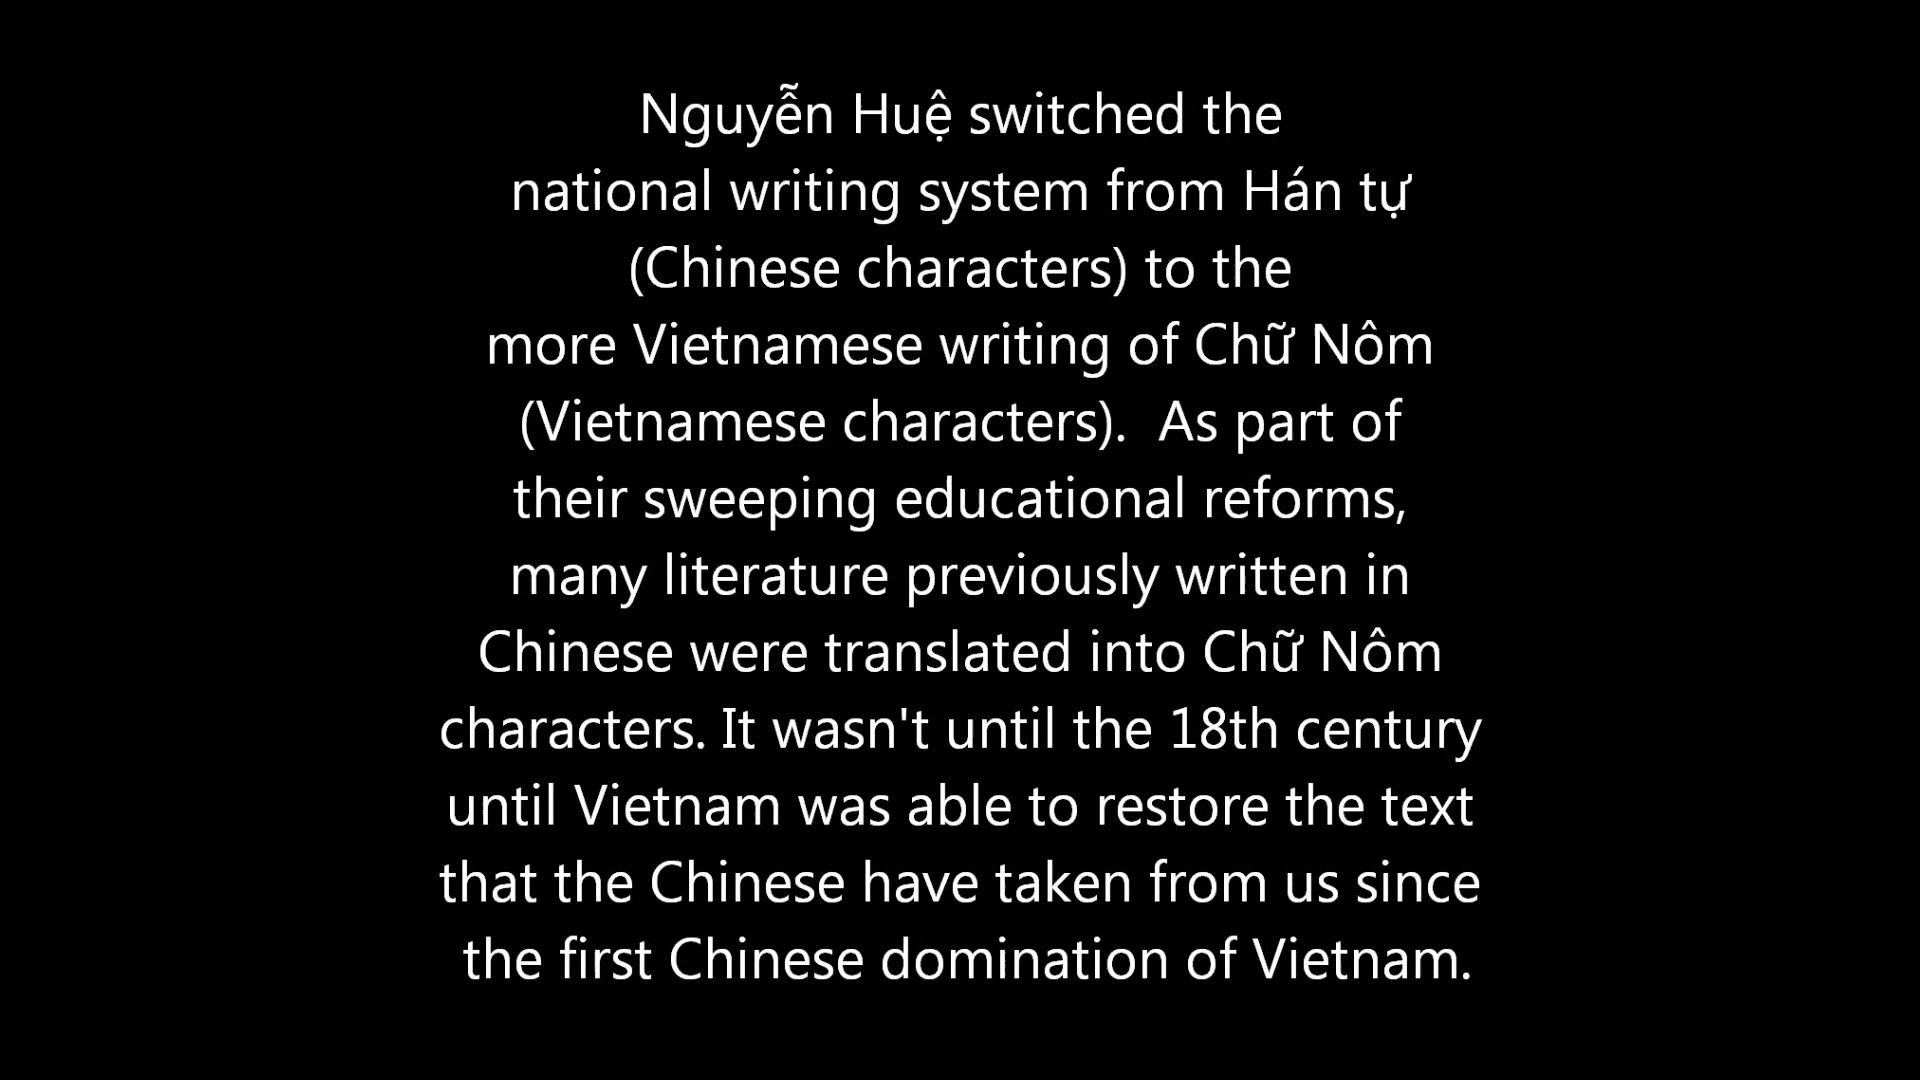 Nguyễn Huệ switched the
national writing system from Hán tự
(Chinese characters) to the
more Vietnamese writing of Chữ Nôm
(Vietnamese characters).  As part of
their sweeping educational reforms,
many literature previously written in
Chinese were translated into Chữ Nôm
characters. It wasn't until the 18th century
until Vietnam was able to restore the text
that the Chinese have taken from us since
the first Chinese domination of Vietnam.